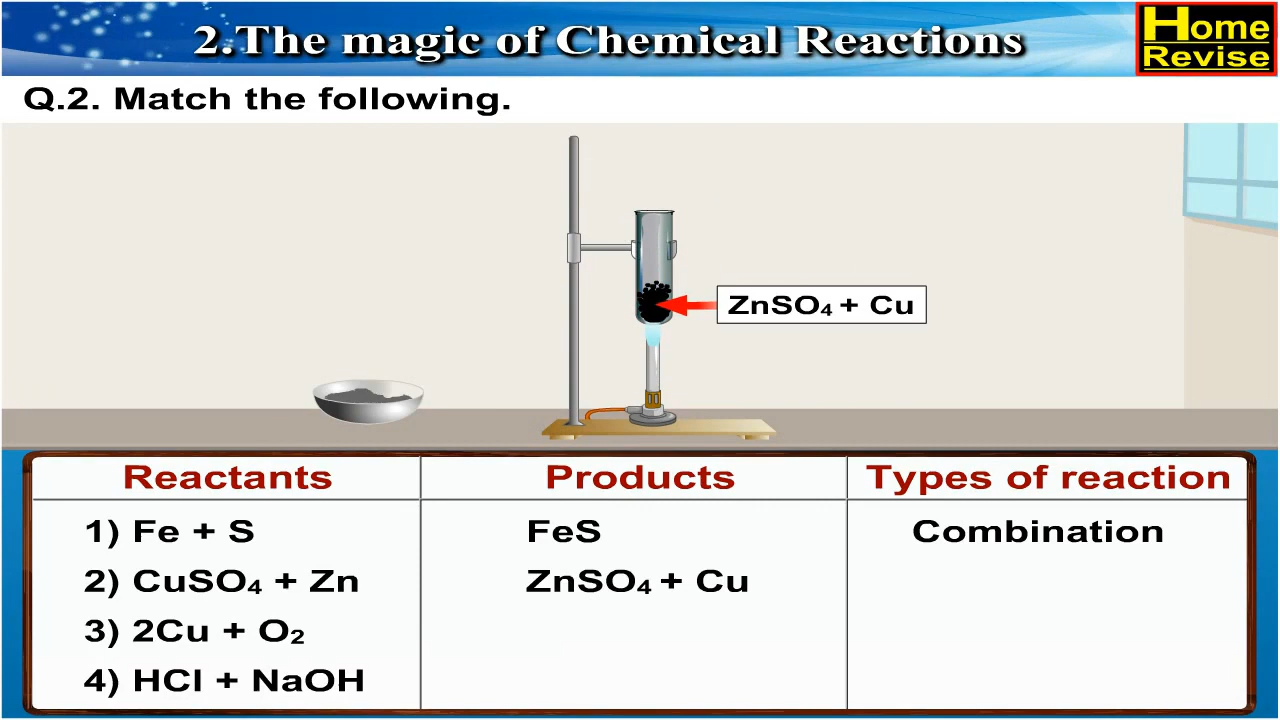 2.The magic of Chemical Reactions
Home
Revise
Q.2. Match the following.
ZnSO₄ + Cu
Reactants Products Types of reaction
1) Fe + S FeS Combination
2) CuSO₄ + Zn ZnSO₄ + Cu
3) 2Cu + O₂
4) HCl + NaOH